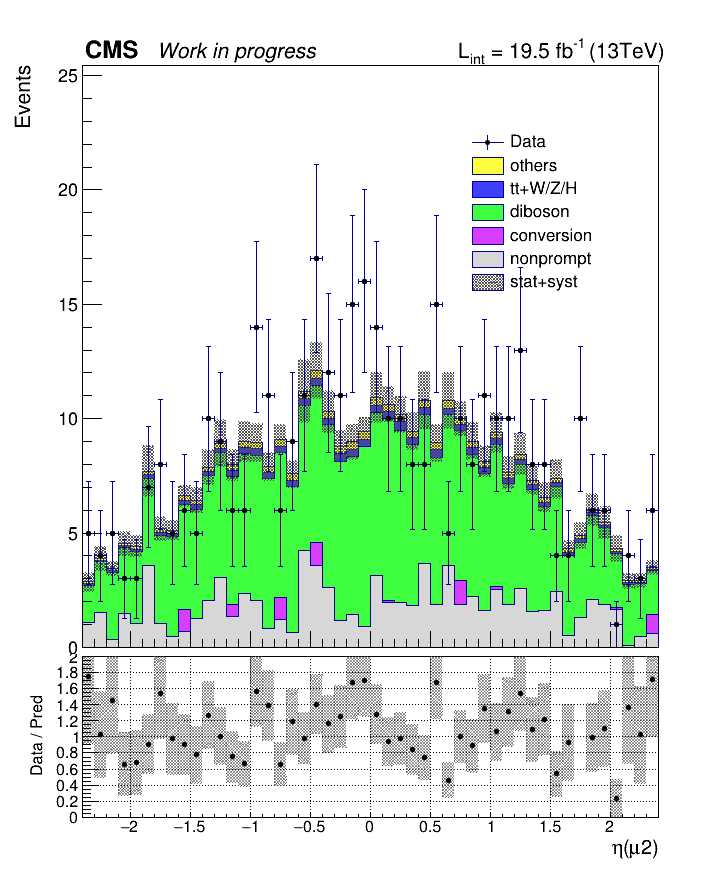 CMS Work in progress L_int = 19.5 fb^-1 (13TeV)
Events
25
20
15
10
5
0
Data
others
tt+W/Z/H
diboson
conversion
nonprompt
stat+syst
Data / Pred
2
1.8
1.6
1.4
1.2
1
0.8
0.6
0.4
0.2
0
−2 −1.5 −1 −0.5 0 0.5 1 1.5 2
η(μ2)